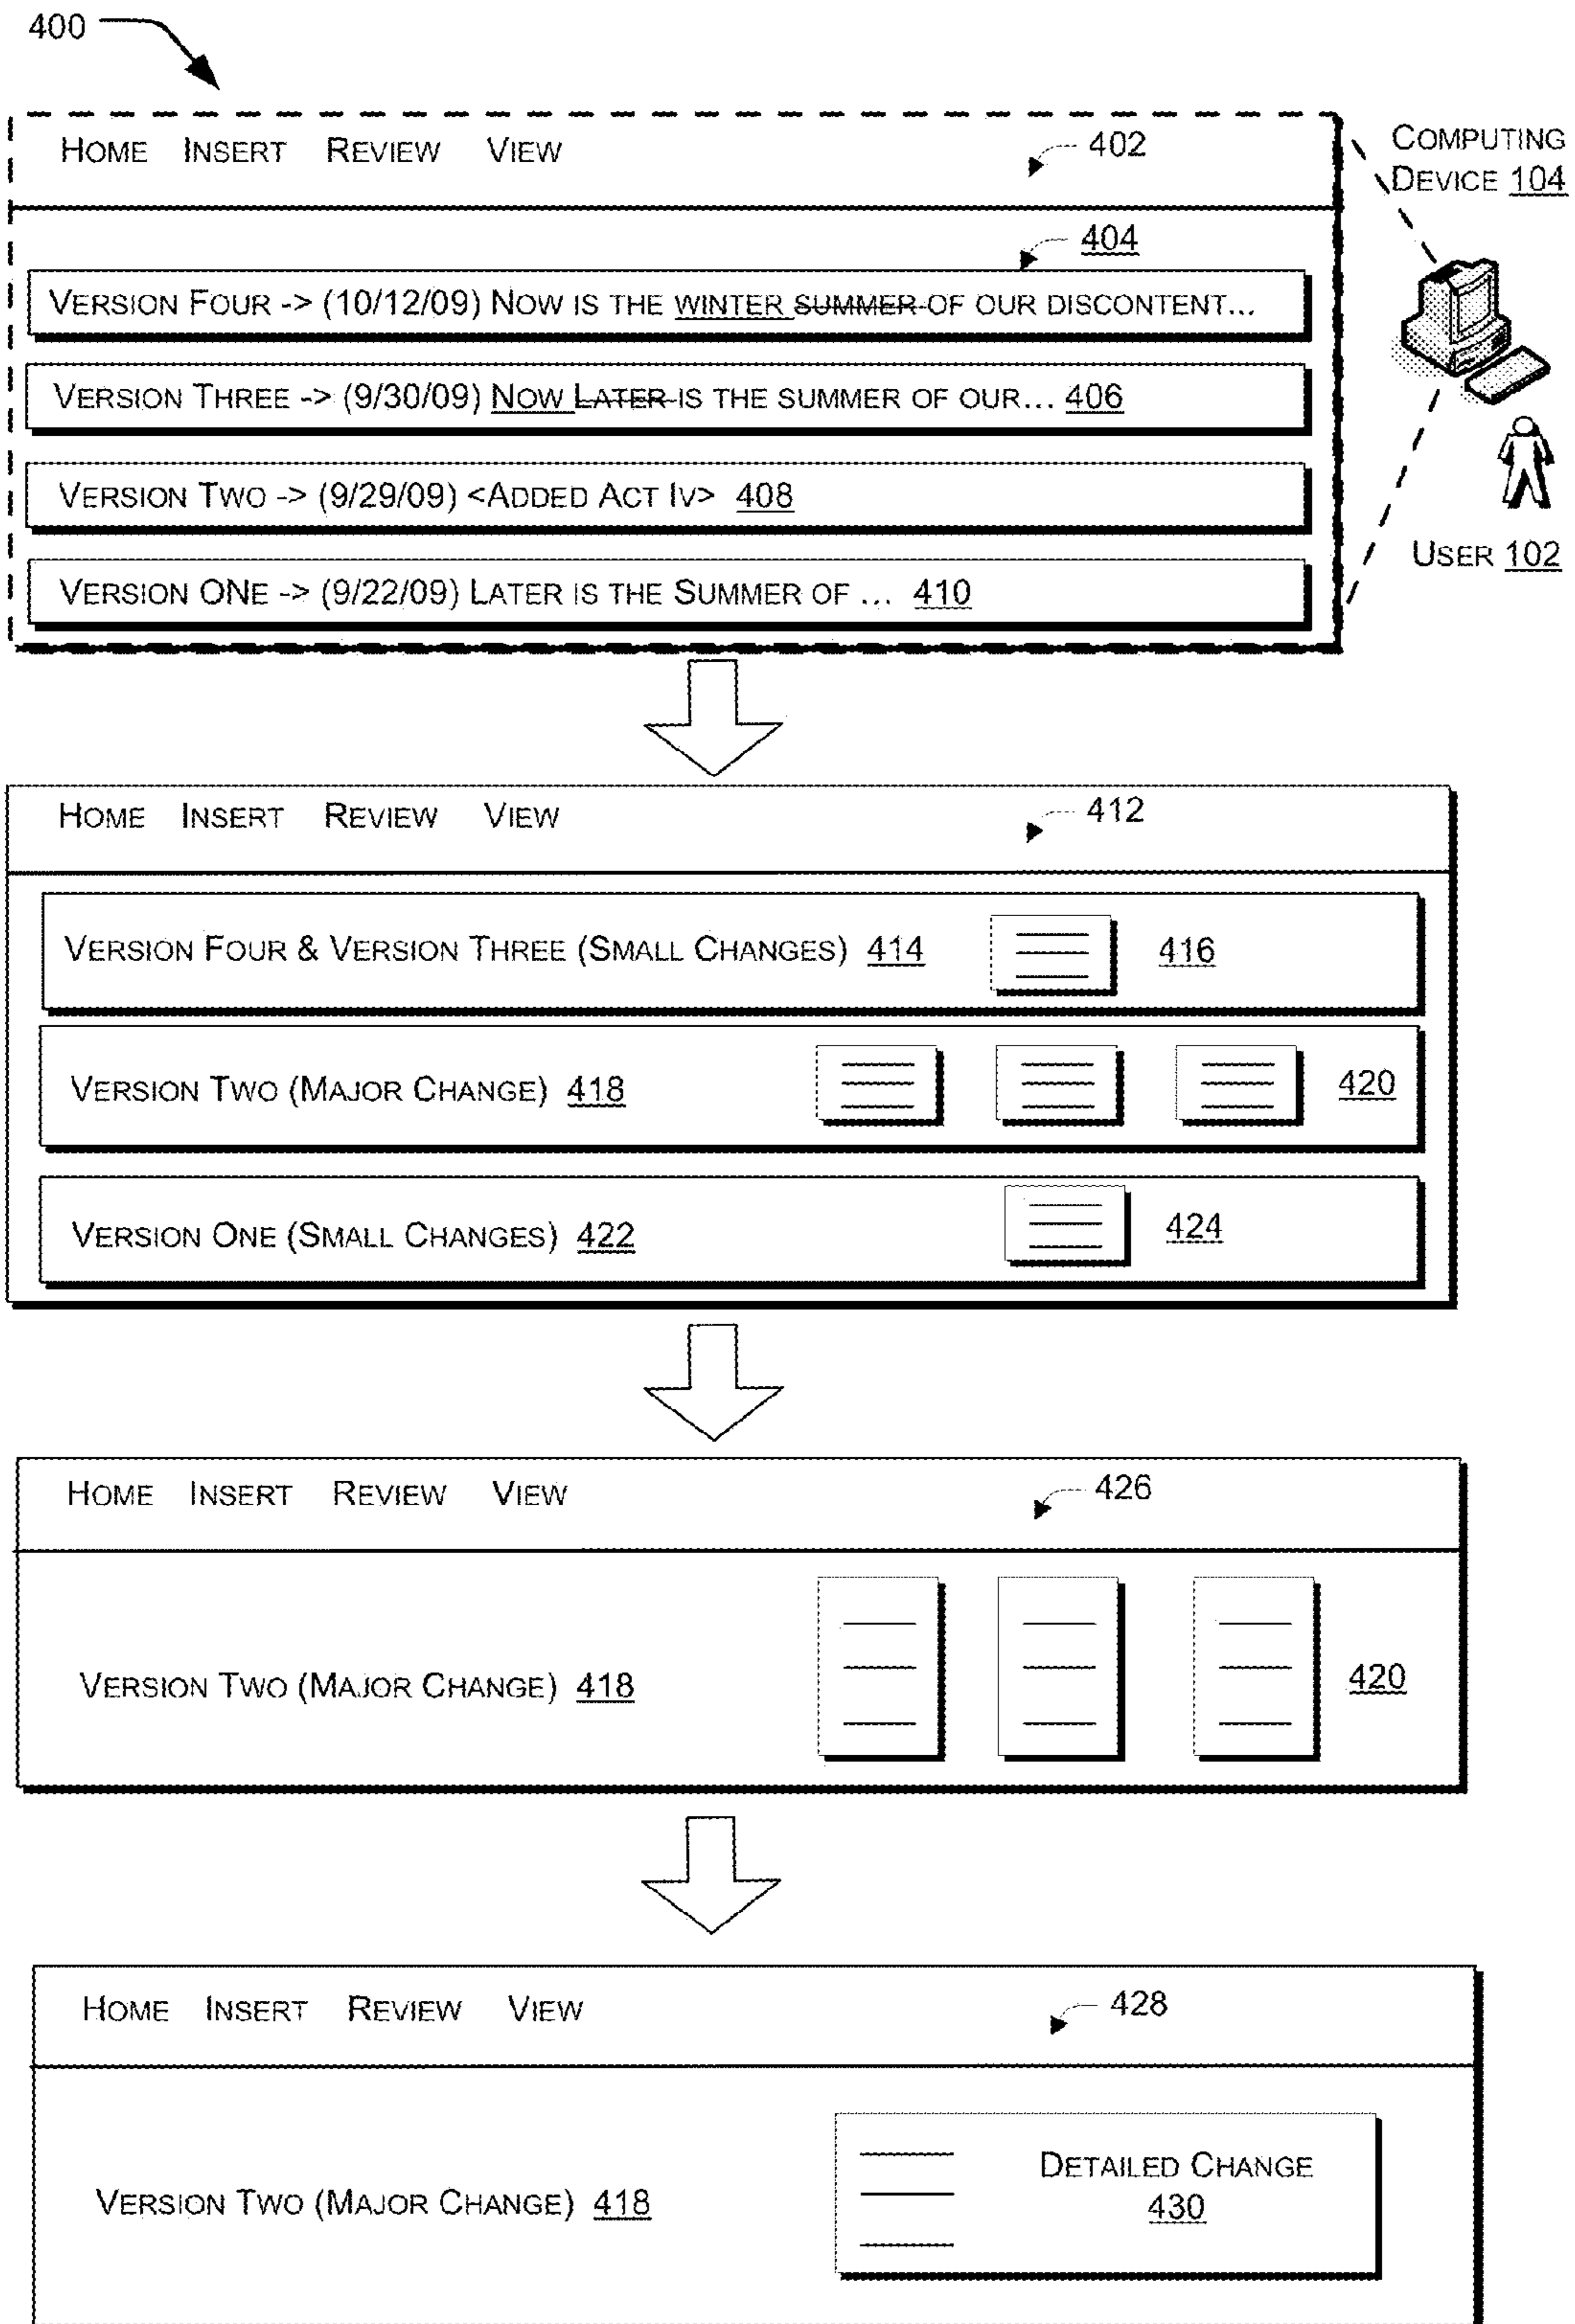 400
HOME INSERT REVIEW VIEW
402
COMPUTING
DEVICE 104
404
VERSION FOUR -> (10/12/09) NOW IS THE WINTER SUMMER OF OUR DISCONTENT...
VERSION THREE -> (9/30/09) NOW LATER IS THE SUMMER OF OUR... 406
VERSION TWO -> (9/29/09) <ADDED ACT IV> 408
USER 102
VERSION ONE -> (9/22/09) LATER IS THE SUMMER OF ... 410
HOME INSERT REVIEW VIEW
412
VERSION FOUR & VERSION THREE (SMALL CHANGES) 414 416
VERSION TWO (MAJOR CHANGE) 418 420
VERSION ONE (SMALL CHANGES) 422 424
HOME INSERT REVIEW VIEW
426
VERSION TWO (MAJOR CHANGE) 418 420
HOME INSERT REVIEW VIEW
428
DETAILED CHANGE
430
VERSION TWO (MAJOR CHANGE) 418